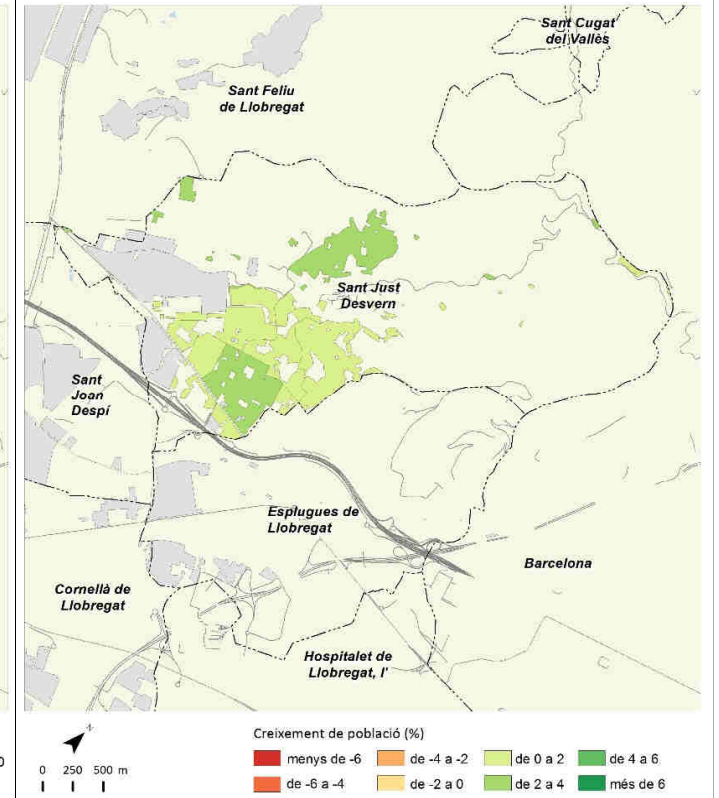 Sant Cugat
del Vallès
Sant Feliu
de Llobregat
Sant Just
Desvern
Sant
Joan
Despí
Esplugues de
Llobregat
Barcelona
Cornellà de
Llobregat
Hospitalet de
Llobregat, l'
N
0 250 500 m
Creixement de població (%)
menys de -6
de -4 a -2
de 0 a 2
de 4 a 6
de -6 a -4
de -2 a 0
de 2 a 4
més de 6